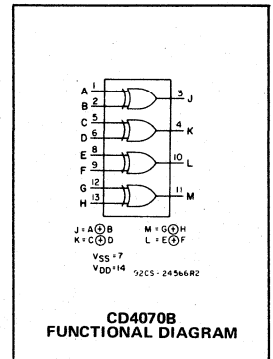 A 1
B 2
3 J
C 5
D 6
4 K
E 8
F 9
10 L
G 12
H 13
11 M
J = A⊕B M = G⊕H
K = C⊕D L = E⊕F
VSS = 7
VDD = 14
92CS-24566R2
CD4070B
FUNCTIONAL DIAGRAM